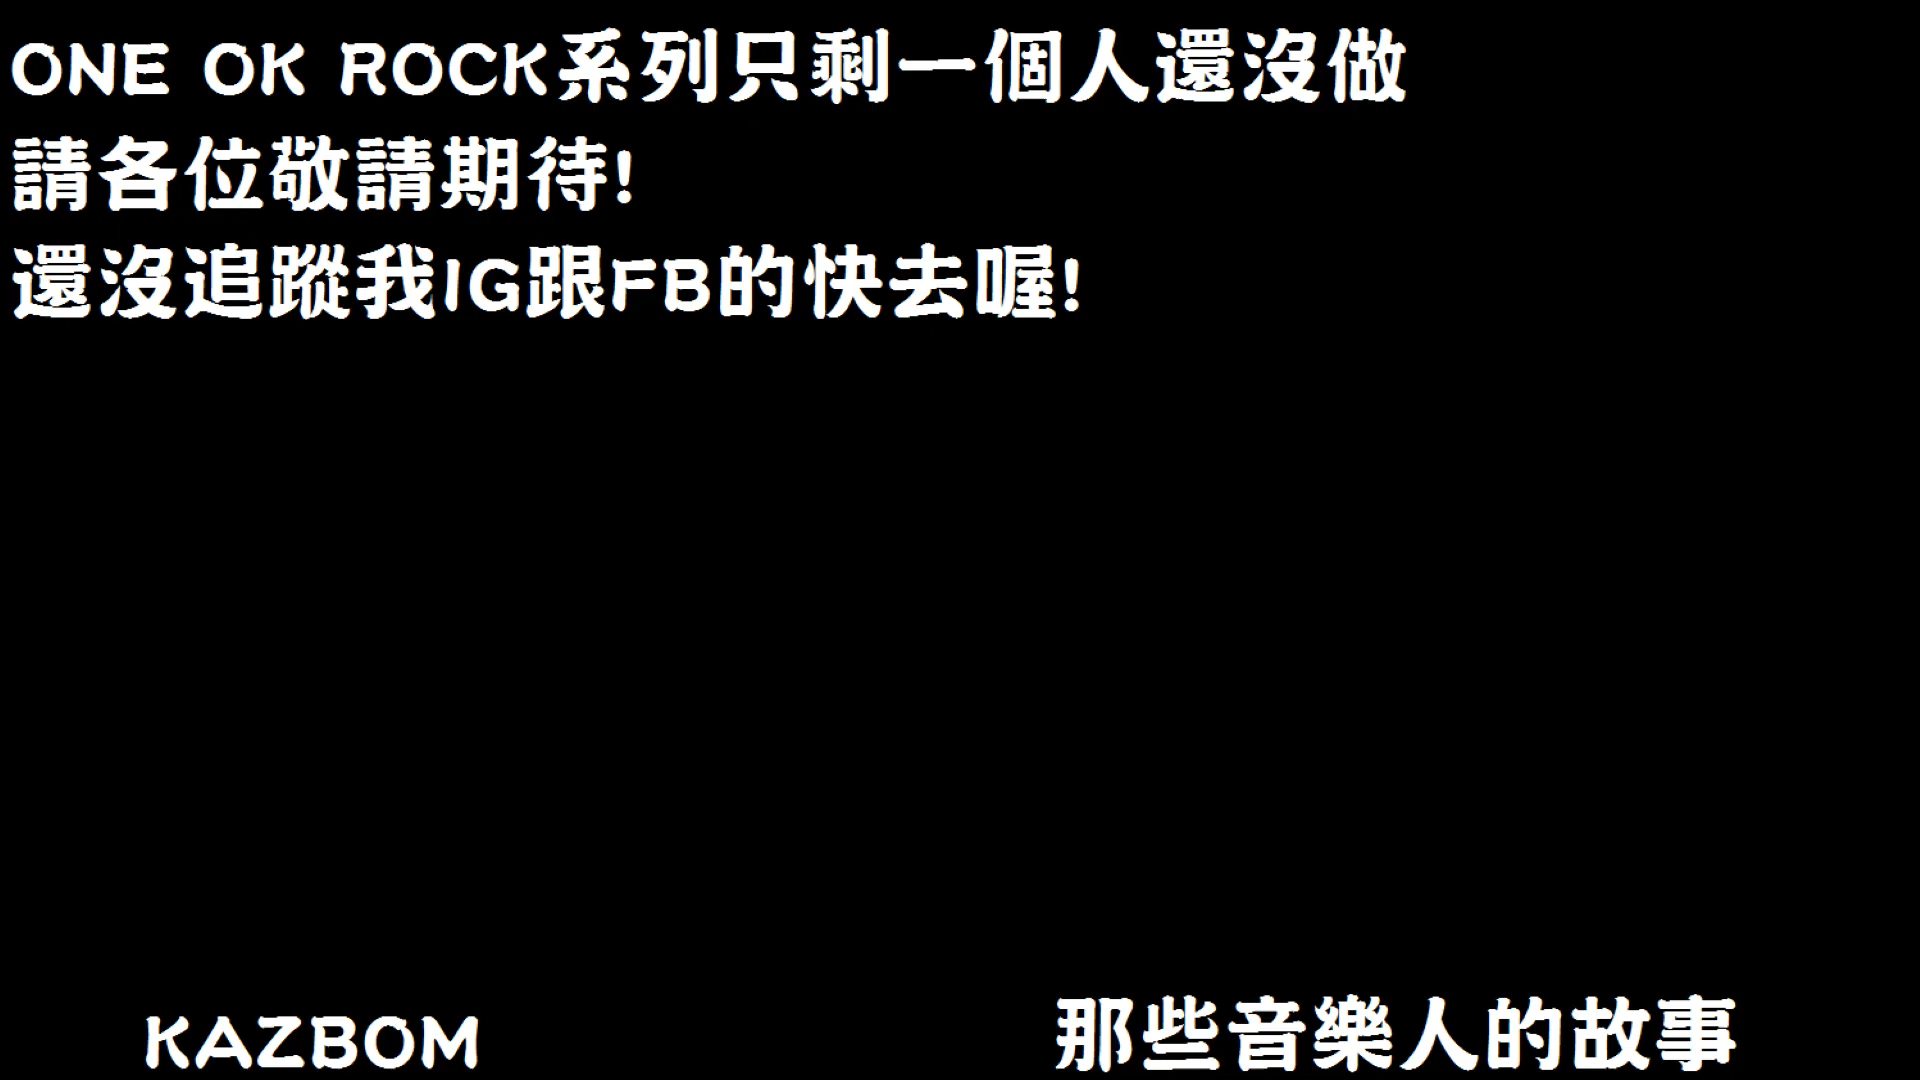 ONE OK ROCK系列只剩一個人還沒做
請各位敬請期待!
還沒追蹤我IG跟FB的快去喔!
KAZBOM
那些音樂人的故事